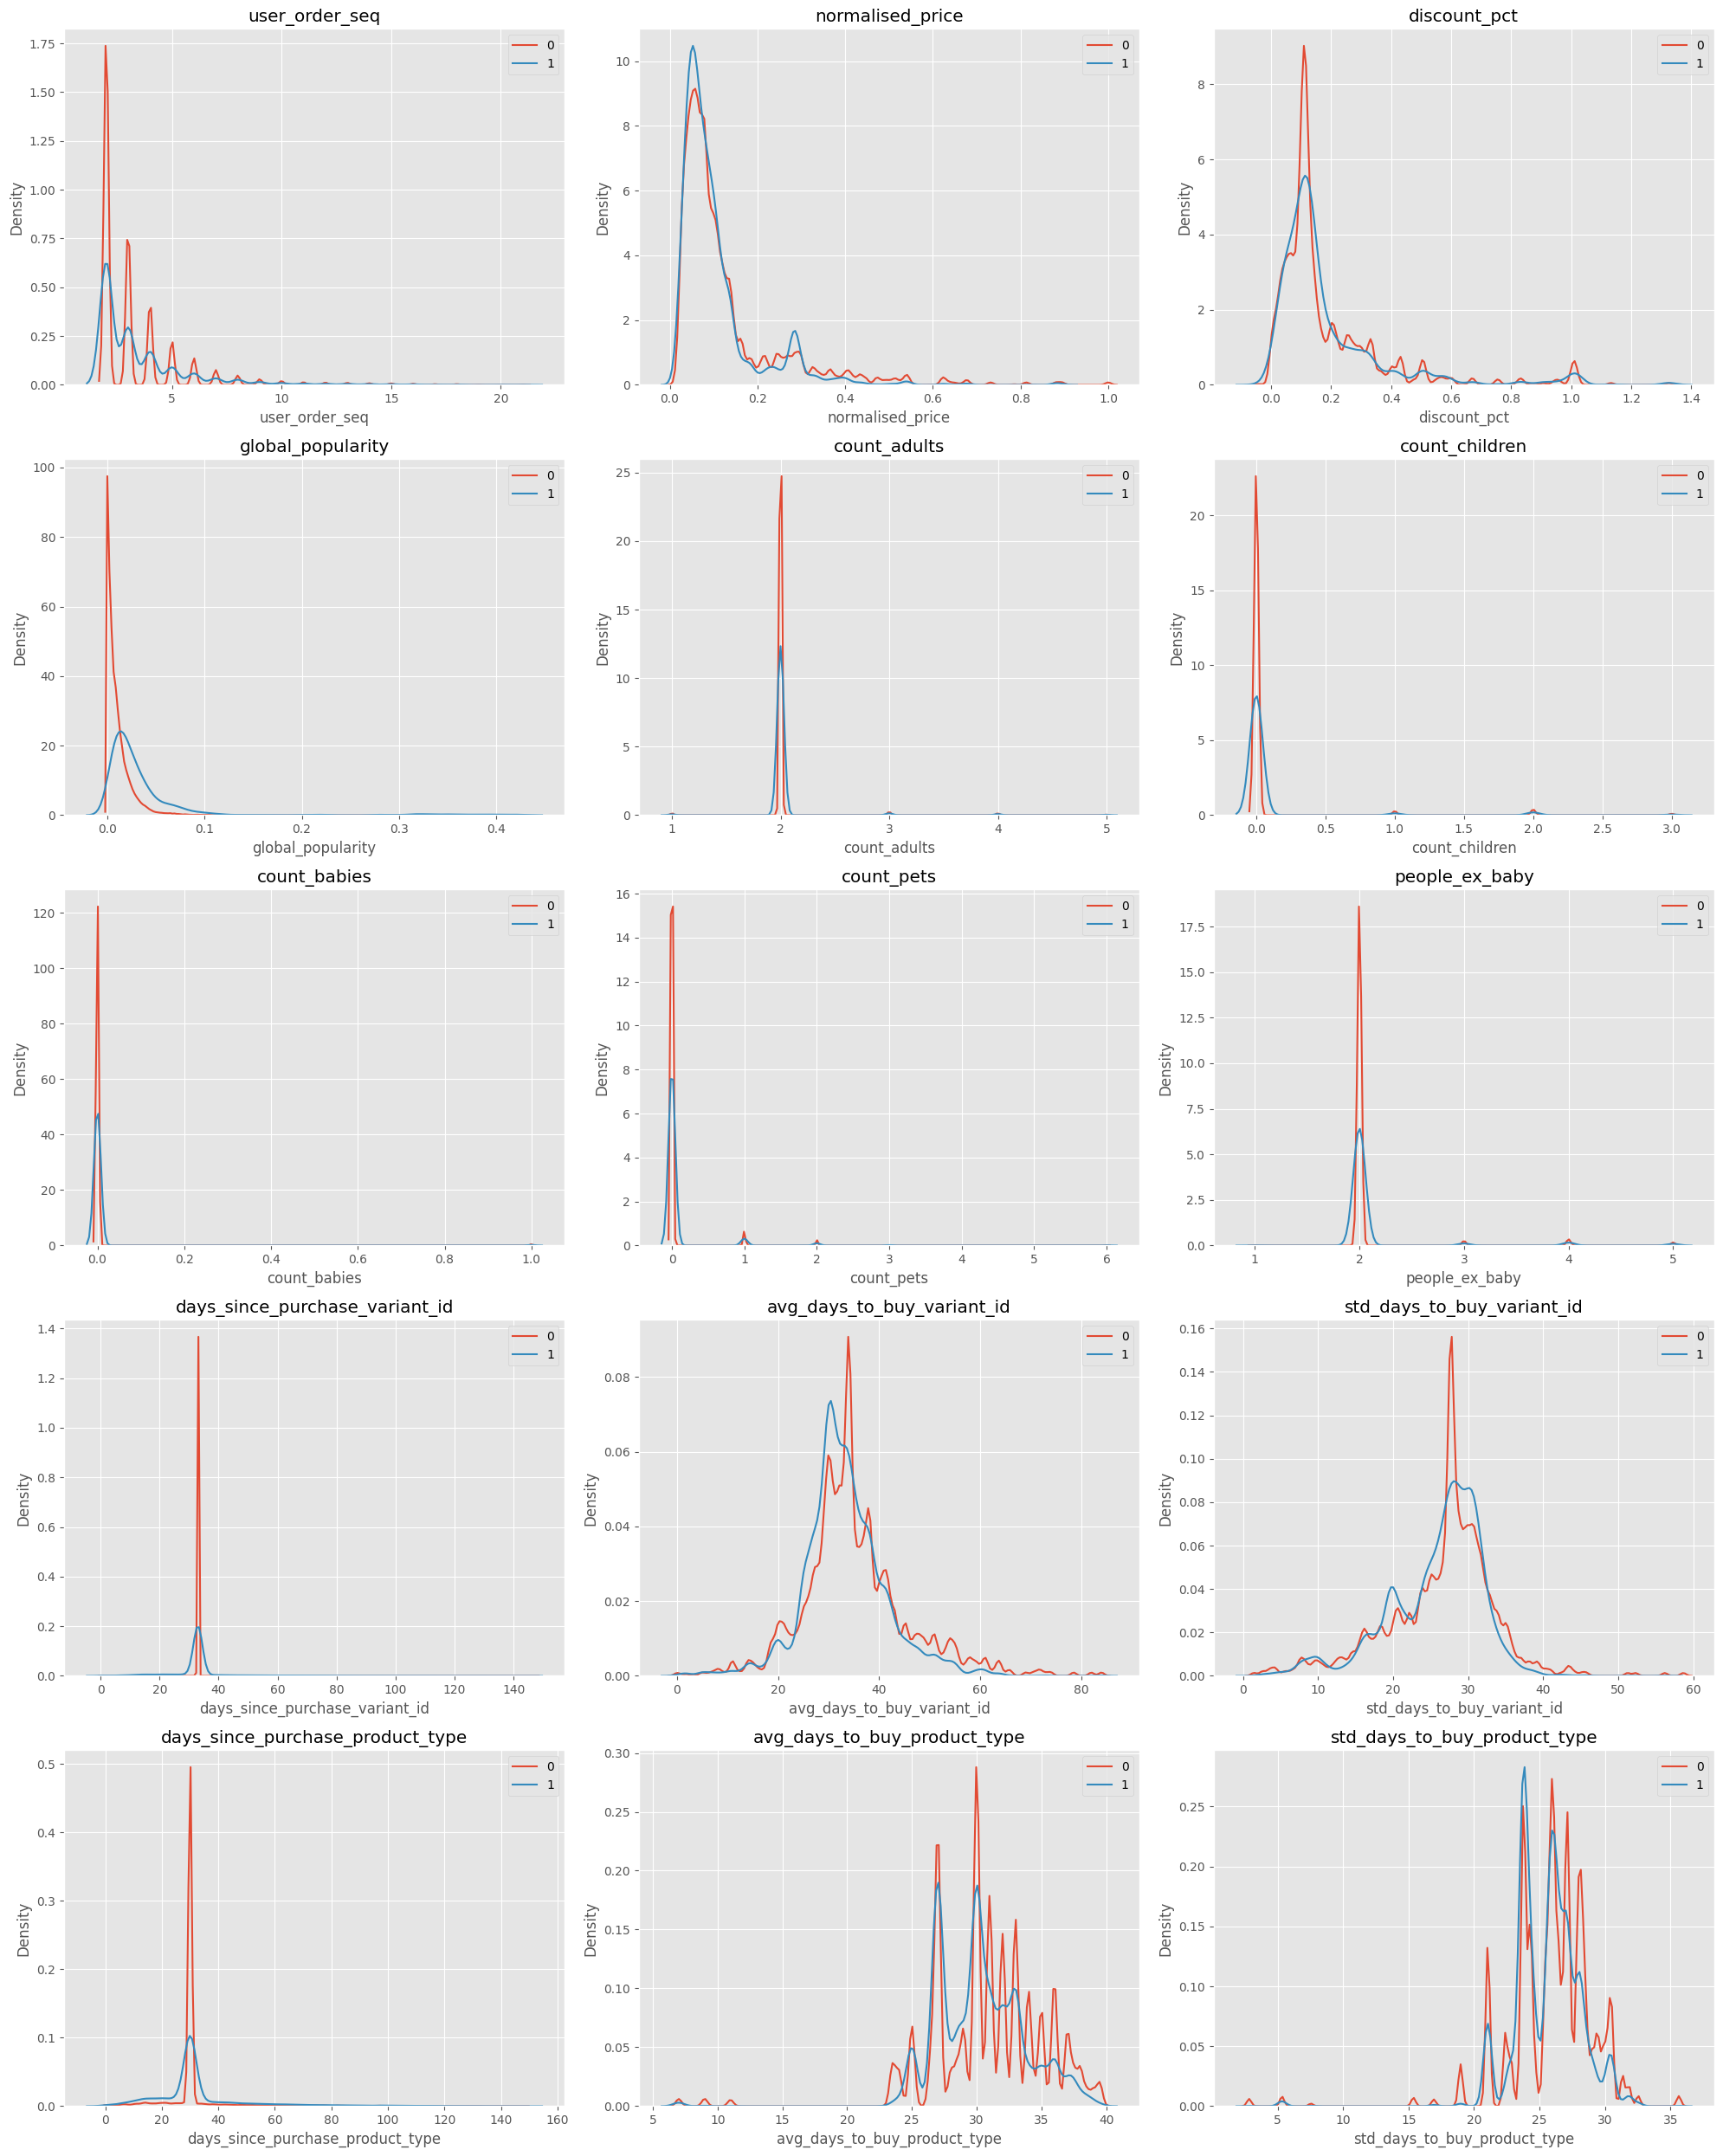 user_order_seq
0
1
Density
1.75
1.50
1.25
1.00
0.75
0.50
0.25
0.00
5 10 15 20
user_order_seq
normalised_price
0
1
Density
10
8
6
4
2
0
0.0 0.2 0.4 0.6 0.8 1.0
normalised_price
discount_pct
0
1
Density
8
6
4
2
0
0.0 0.2 0.4 0.6 0.8 1.0 1.2 1.4
discount_pct
global_popularity
0
1
Density
100
80
60
40
20
0
0.0 0.1 0.2 0.3 0.4
global_popularity
count_adults
0
1
Density
25
20
15
10
5
0
1 2 3 4 5
count_adults
count_children
0
1
Density
20
15
10
5
0
0.0 0.5 1.0 1.5 2.0 2.5 3.0
count_children
count_babies
0
1
Density
120
100
80
60
40
20
0
0.0 0.2 0.4 0.6 0.8 1.0
count_babies
count_pets
0
1
Density
16
14
12
10
8
6
4
2
0
0 1 2 3 4 5 6
count_pets
people_ex_baby
0
1
Density
17.5
15.0
12.5
10.0
7.5
5.0
2.5
0.0
1 2 3 4 5
people_ex_baby
days_since_purchase_variant_id
0
1
Density
1.4
1.2
1.0
0.8
0.6
0.4
0.2
0.0
0 20 40 60 80 100 120 140
days_since_purchase_variant_id
avg_days_to_buy_variant_id
0
1
Density
0.08
0.06
0.04
0.02
0.00
0 20 40 60 80
avg_days_to_buy_variant_id
std_days_to_buy_variant_id
0
1
Density
0.16
0.14
0.12
0.10
0.08
0.06
0.04
0.02
0.00
0 10 20 30 40 50 60
std_days_to_buy_variant_id
days_since_purchase_product_type
0
1
Density
0.5
0.4
0.3
0.2
0.1
0.0
0 20 40 60 80 100 120 140 160
days_since_purchase_product_type
avg_days_to_buy_product_type
0
1
Density
0.30
0.25
0.20
0.15
0.10
0.05
0.00
5 10 15 20 25 30 35 40
avg_days_to_buy_product_type
std_days_to_buy_product_type
0
1
Density
0.25
0.20
0.15
0.10
0.05
0.00
5 10 15 20 25 30 35
std_days_to_buy_product_type